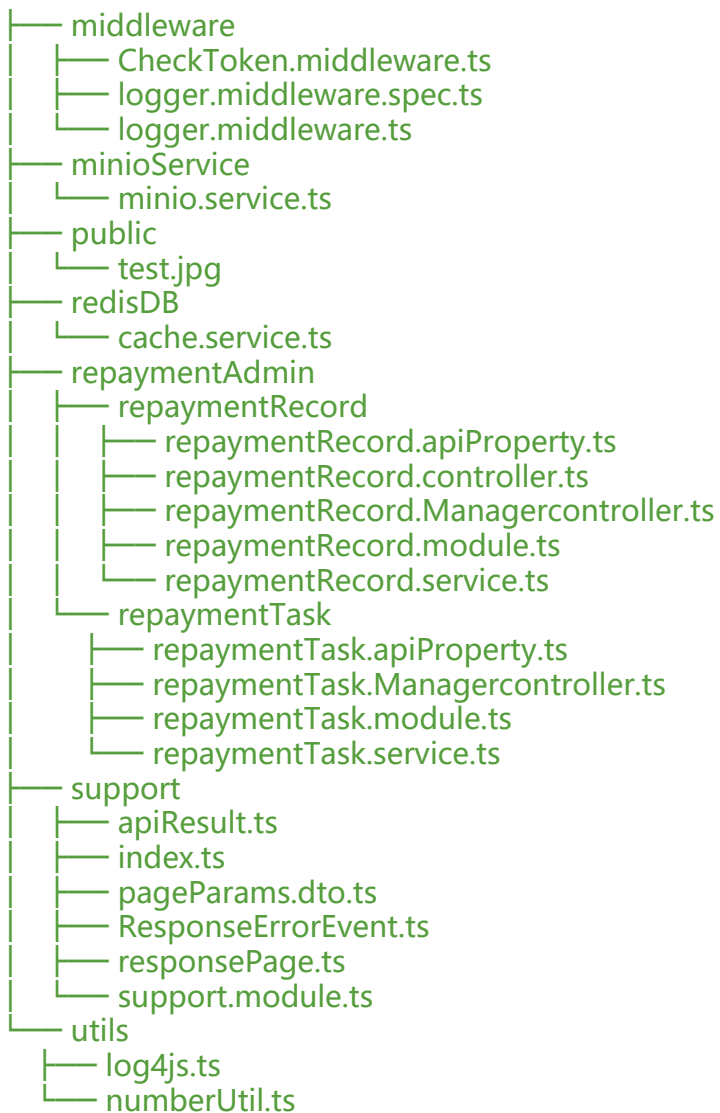 ├── middleware
│   ├── CheckToken.middleware.ts
│   ├── logger.middleware.spec.ts
│   └── logger.middleware.ts
├── minioService
│   └── minio.service.ts
├── public
│   └── test.jpg
├── redisDB
│   └── cache.service.ts
├── repaymentAdmin
│   ├── repaymentRecord
│   │   ├── repaymentRecord.apiProperty.ts
│   │   ├── repaymentRecord.controller.ts
│   │   ├── repaymentRecord.Managercontroller.ts
│   │   ├── repaymentRecord.module.ts
│   │   └── repaymentRecord.service.ts
│   └── repaymentTask
│       ├── repaymentTask.apiProperty.ts
│       ├── repaymentTask.Managercontroller.ts
│       ├── repaymentTask.module.ts
│       └── repaymentTask.service.ts
├── support
│   ├── apiResult.ts
│   ├── index.ts
│   ├── pageParams.dto.ts
│   ├── ResponseErrorEvent.ts
│   ├── responsePage.ts
│   └── support.module.ts
└── utils
    ├── log4js.ts
    └── numberUtil.ts